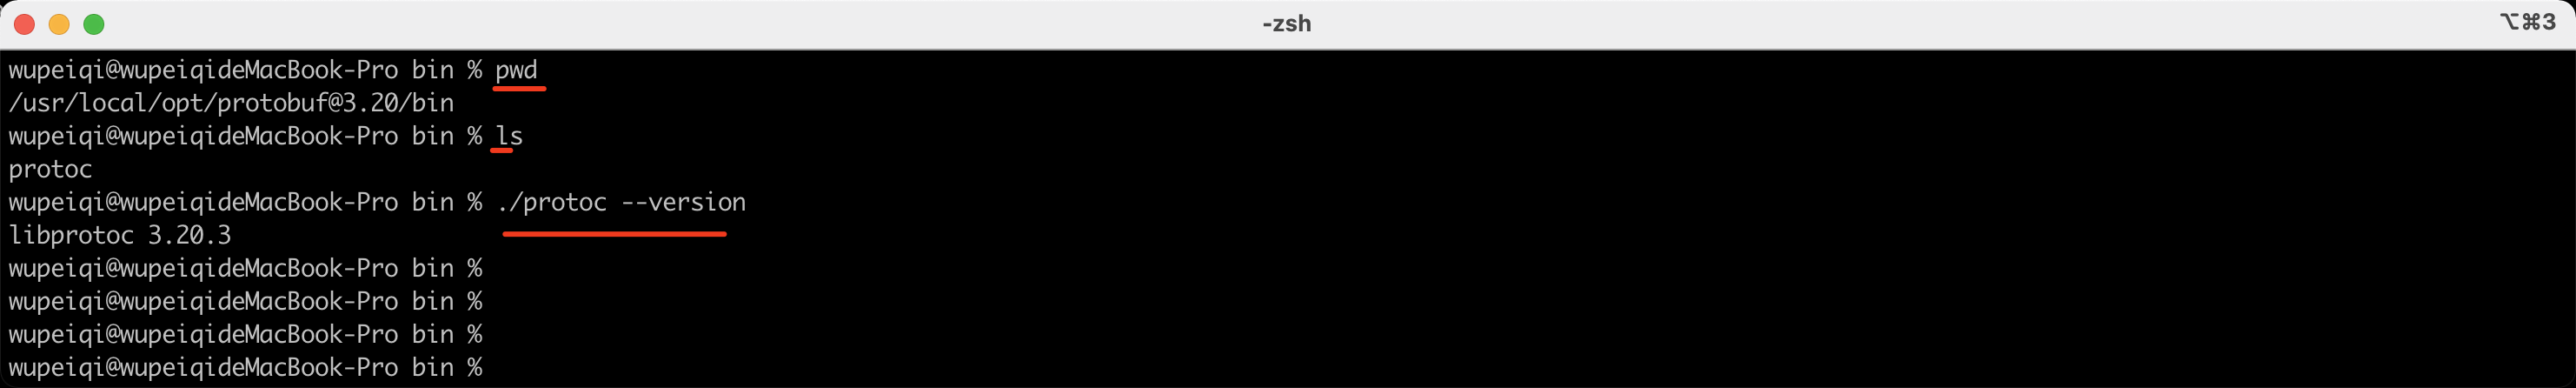 -zsh ⌥⌘3
wupeiqi@wupeiqideMacBook-Pro bin % pwd
/usr/local/opt/protobuf@3.20/bin
wupeiqi@wupeiqideMacBook-Pro bin % ls
protoc
wupeiqi@wupeiqideMacBook-Pro bin % ./protoc --version
libprotoc 3.20.3
wupeiqi@wupeiqideMacBook-Pro bin %
wupeiqi@wupeiqideMacBook-Pro bin %
wupeiqi@wupeiqideMacBook-Pro bin %
wupeiqi@wupeiqideMacBook-Pro bin %